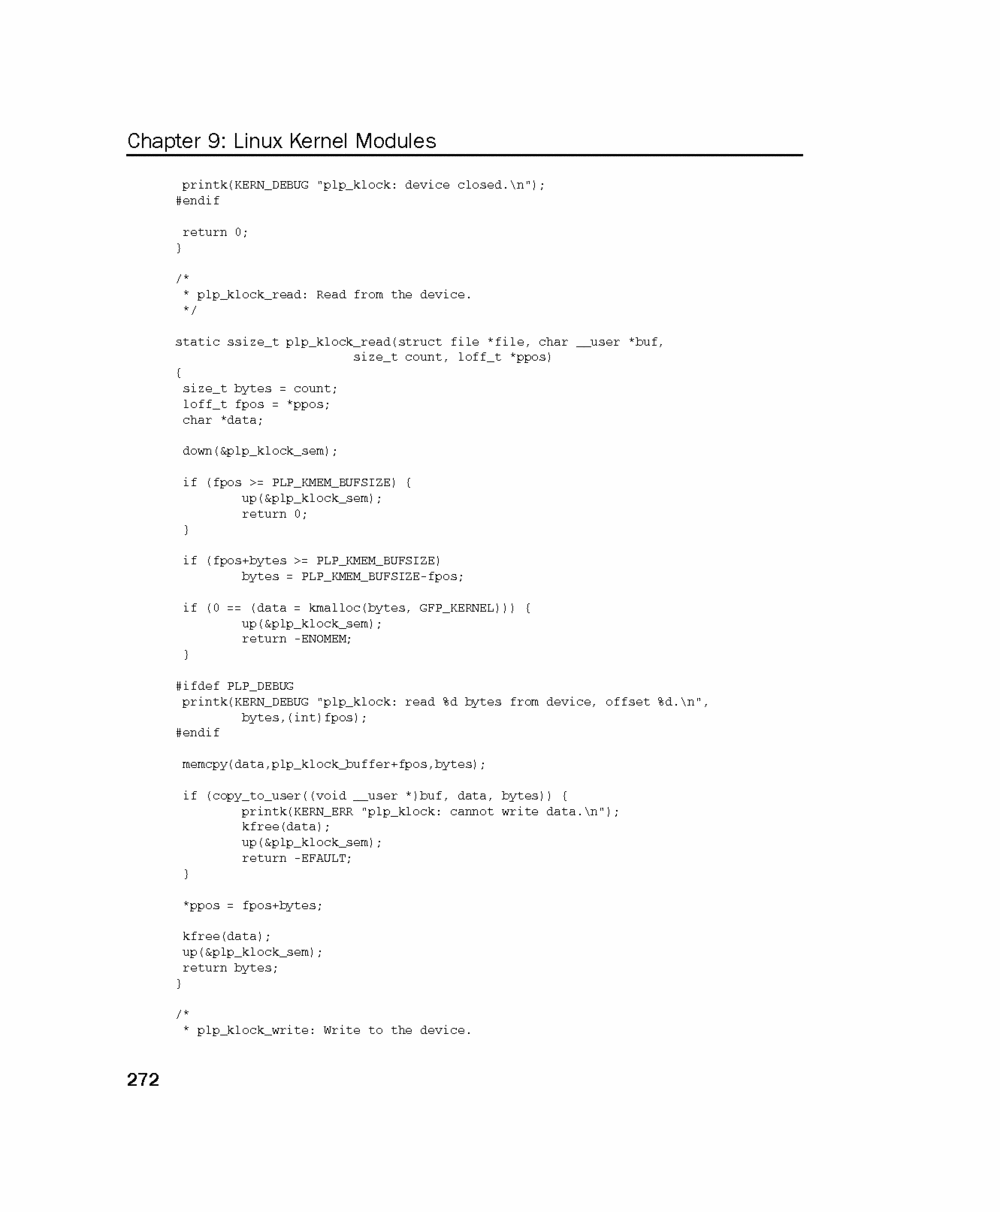 Chapter 9: Linux Kernel Modules
printk(KERN_DEBUG "plp_klock: device closed.\n");
#endif
return 0;
}
/*
* plp_klock_read: Read from the device.
*/
static ssize_t plp_klock_read(struct file *file, char __user *buf,
size_t count, loff_t *ppos)
{
size_t bytes = count;
loff_t fpos = *ppos;
char *data;
down(&plp_klock_sem);
if (fpos >= PLP_KMEM_BUFSIZE) {
up(&plp_klock_sem);
return 0;
}
if (fpos+bytes >= PLP_KMEM_BUFSIZE)
bytes = PLP_KMEM_BUFSIZE-fpos;
if (0 == (data = kmalloc(bytes, GFP_KERNEL))) {
up(&plp_klock_sem);
return -ENOMEM;
}
#ifdef PLP_DEBUG
printk(KERN_DEBUG "plp_klock: read %d bytes from device, offset %d.\n",
bytes,(int)fpos);
#endif
memcpy(data,plp_klock_buffer+fpos,bytes);
if (copy_to_user((void __user *)buf, data, bytes)) {
printk(KERN_ERR "plp_klock: cannot write data.\n");
kfree(data);
up(&plp_klock_sem);
return -EFAULT;
}
*ppos = fpos+bytes;
kfree(data);
up(&plp_klock_sem);
return bytes;
}
/*
* plp_klock_write: Write to the device.
272